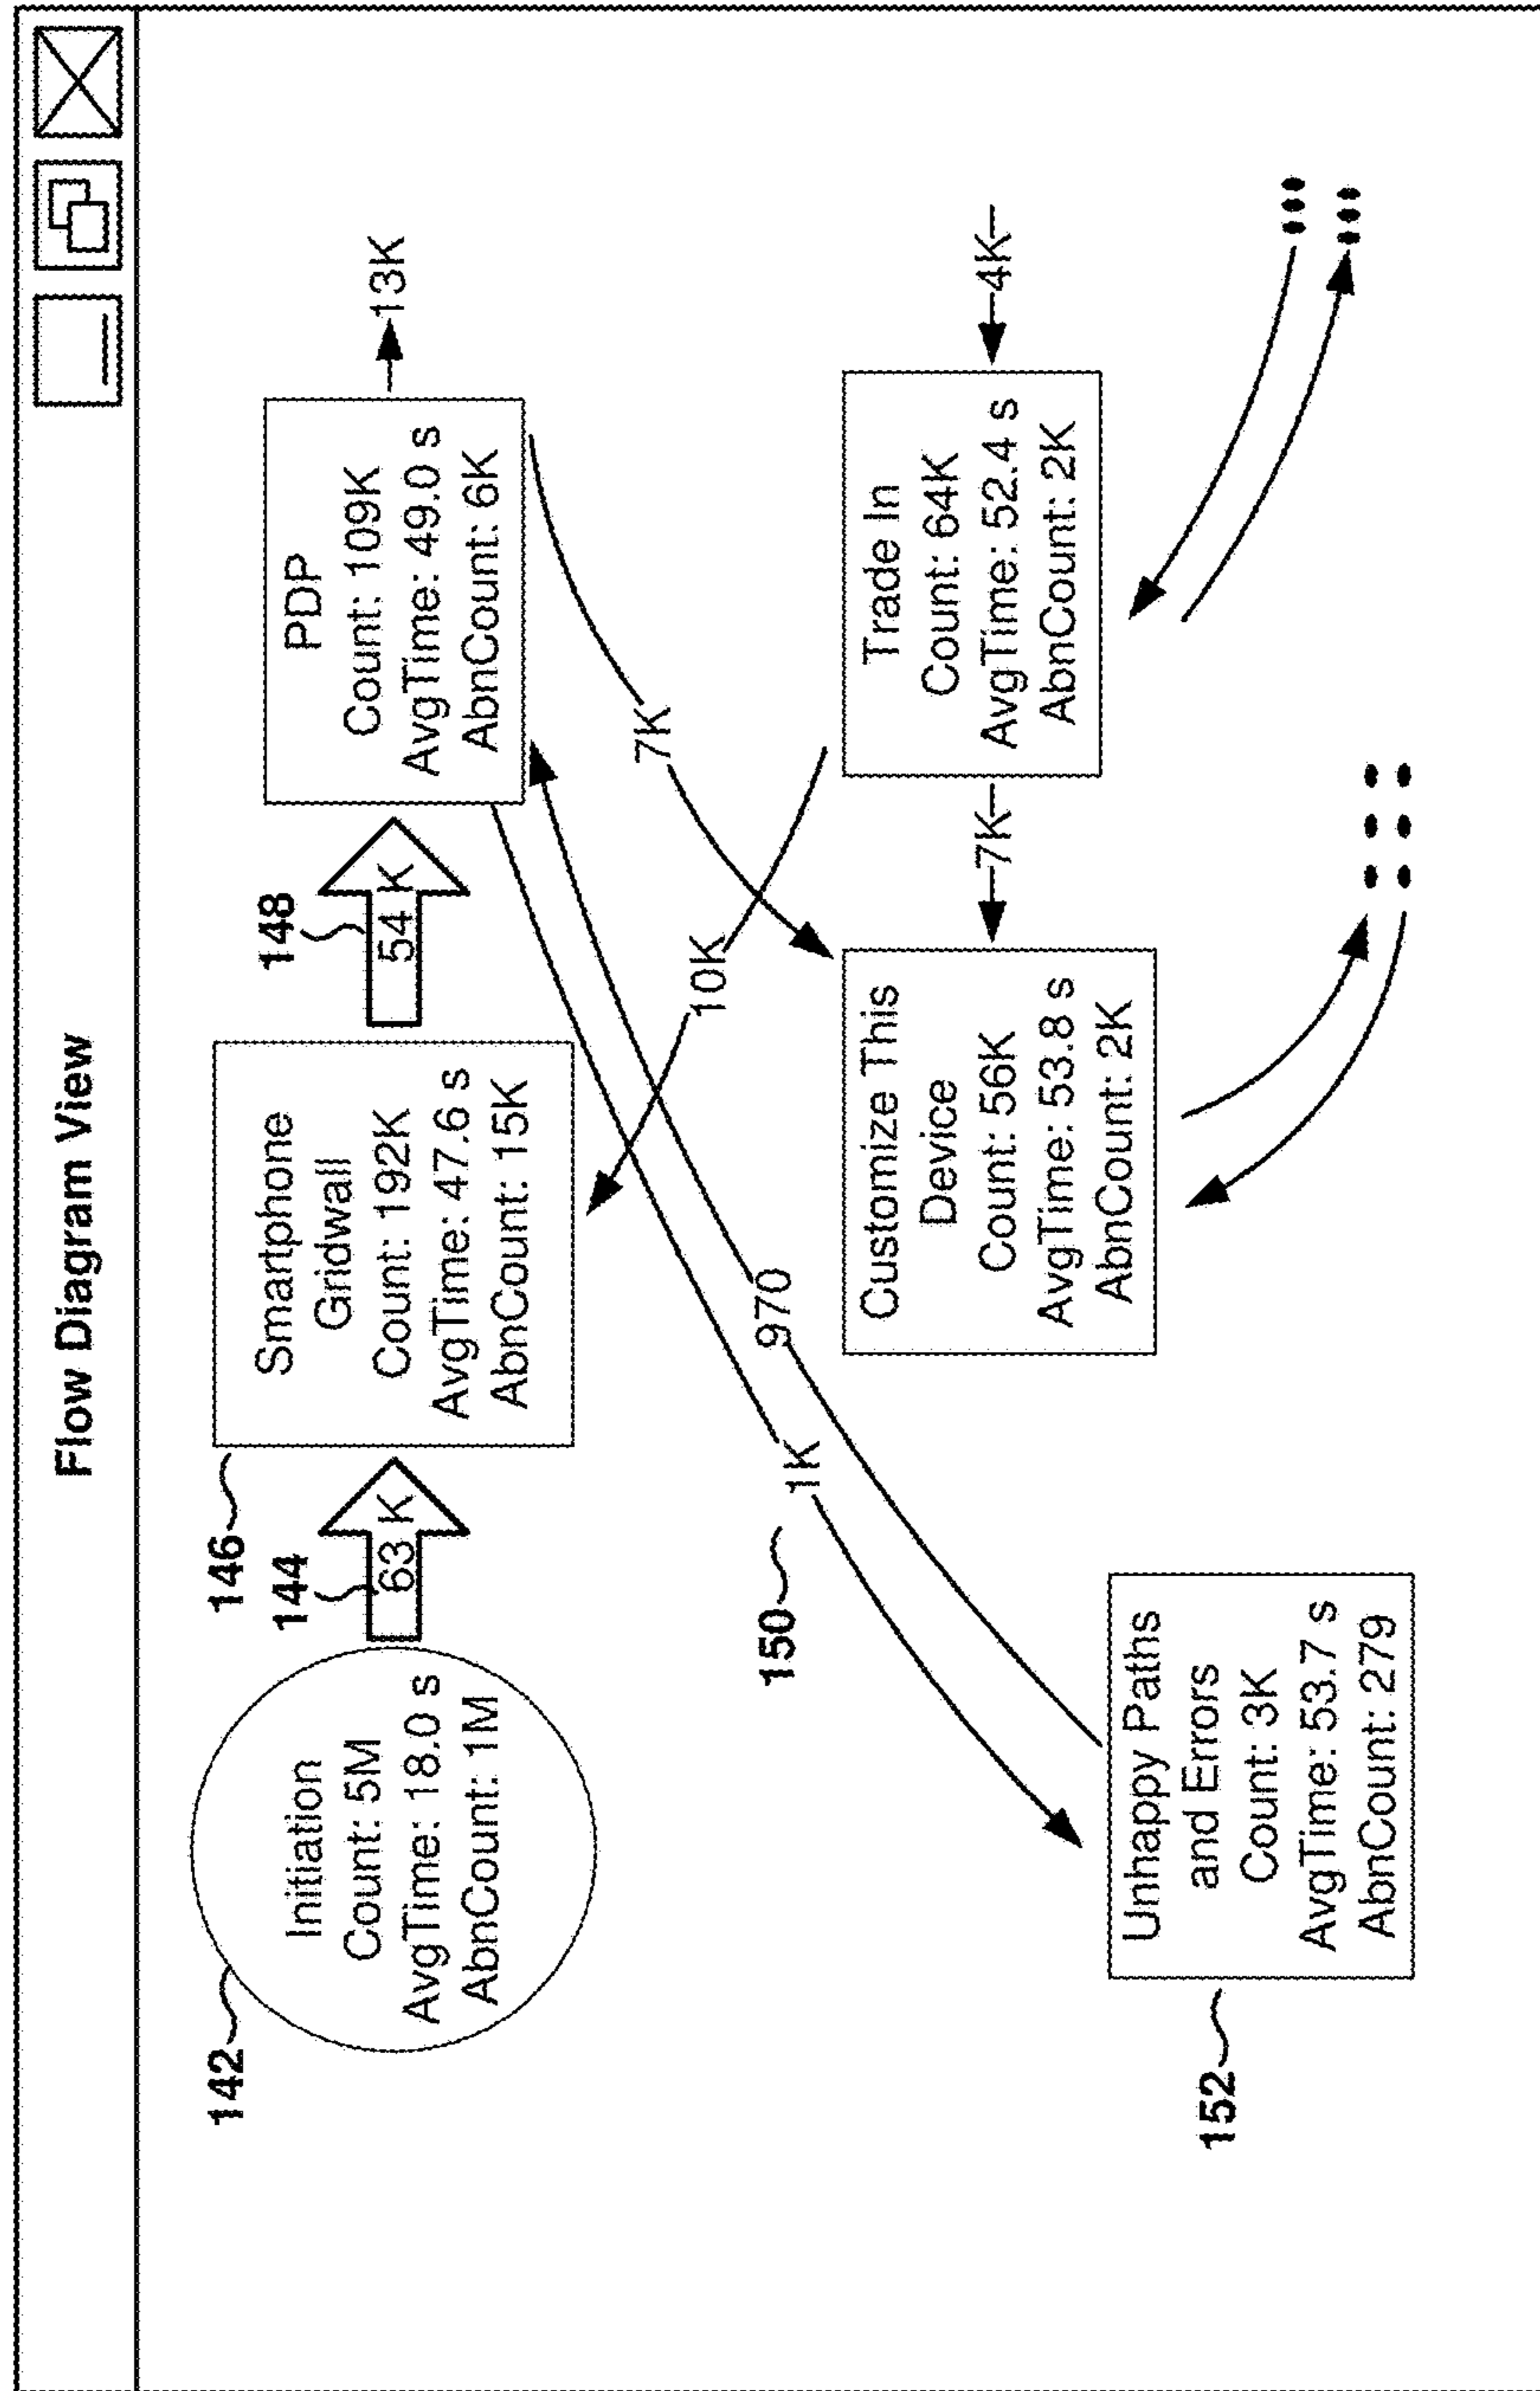 Flow Diagram View
142
Initiation
Count: 5M
AvgTime: 18.0 s
AbnCount: 1M
144
63 K
146
Smartphone
Gridwall
Count: 192K
AvgTime: 47.6 s
AbnCount: 15K
148
54 K
PDP
Count: 109K
AvgTime: 49.0 s
AbnCount: 6K
13K
7K
10K
970
1K
150
Customize This
Device
Count: 56K
AvgTime: 53.8 s
AbnCount: 2K
7K
Trade In
Count: 64K
AvgTime: 52.4 s
AbnCount: 2K
4K
152
Unhappy Paths
and Errors
Count: 3K
AvgTime: 53.7 s
AbnCount: 279